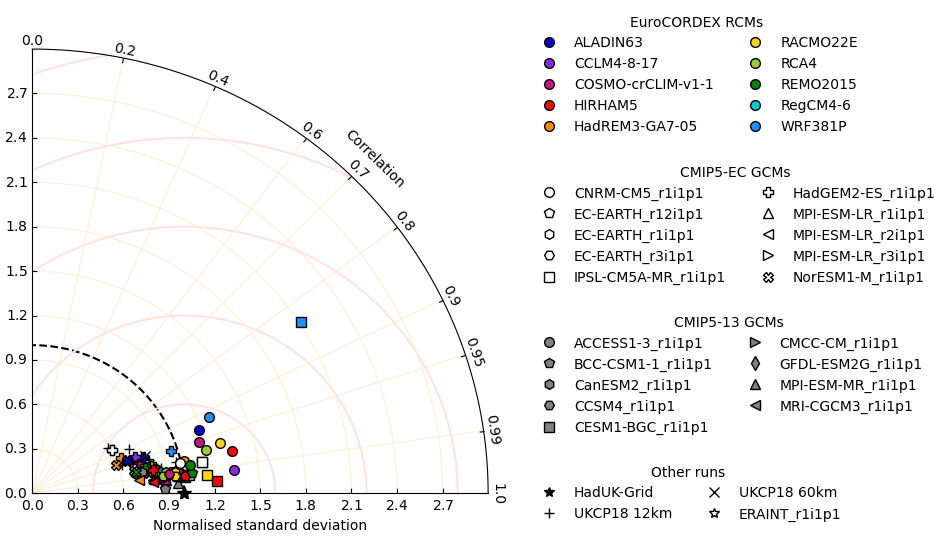 0.0
0.2
0.4
0.6
Correlation
0.7
0.8
0.9
0.95
0.99
1.0
2.7
2.4
2.1
1.8
1.5
1.2
0.9
0.6
0.3
0.0
0.0 0.3 0.6 0.9 1.2 1.5 1.8 2.1 2.4 2.7
Normalised standard deviation
EuroCORDEX RCMs
ALADIN63 RACMO22E
CCLM4-8-17 RCA4
COSMO-crCLIM-v1-1 REMO2015
HIRHAM5 RegCM4-6
HadREM3-GA7-05 WRF381P
CMIP5-EC GCMs
CNRM-CM5_r1i1p1 HadGEM2-ES_r1i1p1
EC-EARTH_r12i1p1 MPI-ESM-LR_r1i1p1
EC-EARTH_r1i1p1 MPI-ESM-LR_r2i1p1
EC-EARTH_r3i1p1 MPI-ESM-LR_r3i1p1
IPSL-CM5A-MR_r1i1p1 NorESM1-M_r1i1p1
CMIP5-13 GCMs
ACCESS1-3_r1i1p1 CMCC-CM_r1i1p1
BCC-CSM1-1_r1i1p1 GFDL-ESM2G_r1i1p1
CanESM2_r1i1p1 MPI-ESM-MR_r1i1p1
CCSM4_r1i1p1 MRI-CGCM3_r1i1p1
CESM1-BGC_r1i1p1
Other runs
HadUK-Grid UKCP18 60km
UKCP18 12km ERAINT_r1i1p1